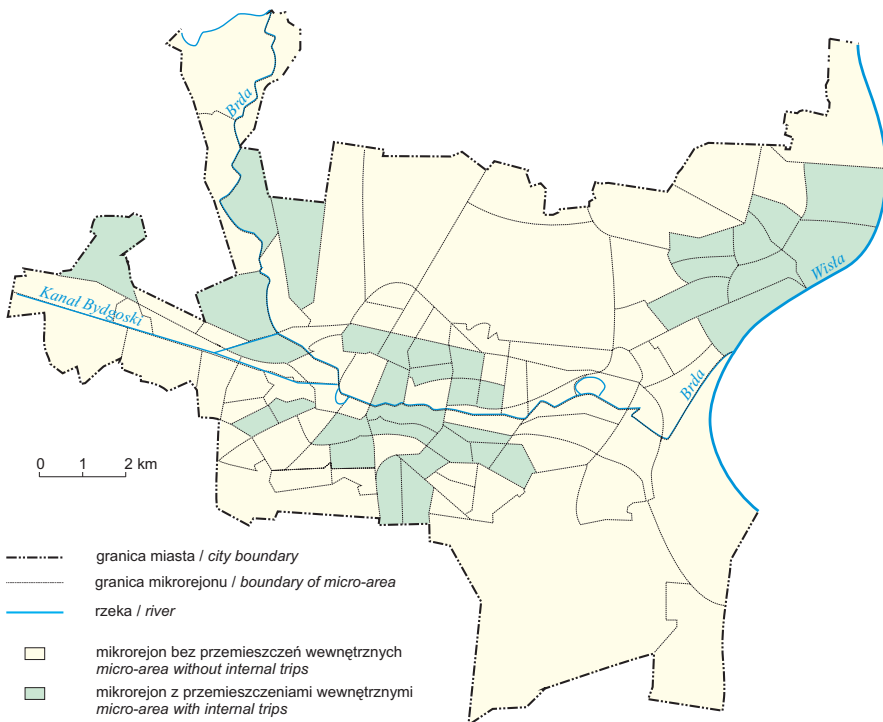 Brda
Wisła
Kanał Bydgoski
Brda
0 1 2 km
granica miasta / city boundary
granica mikrorejonu / boundary of micro-area
rzeka / river
mikrorejon bez przemieszczeń wewnętrznych
micro-area without internal trips
mikrorejon z przemieszczeniami wewnętrznymi
micro-area with internal trips